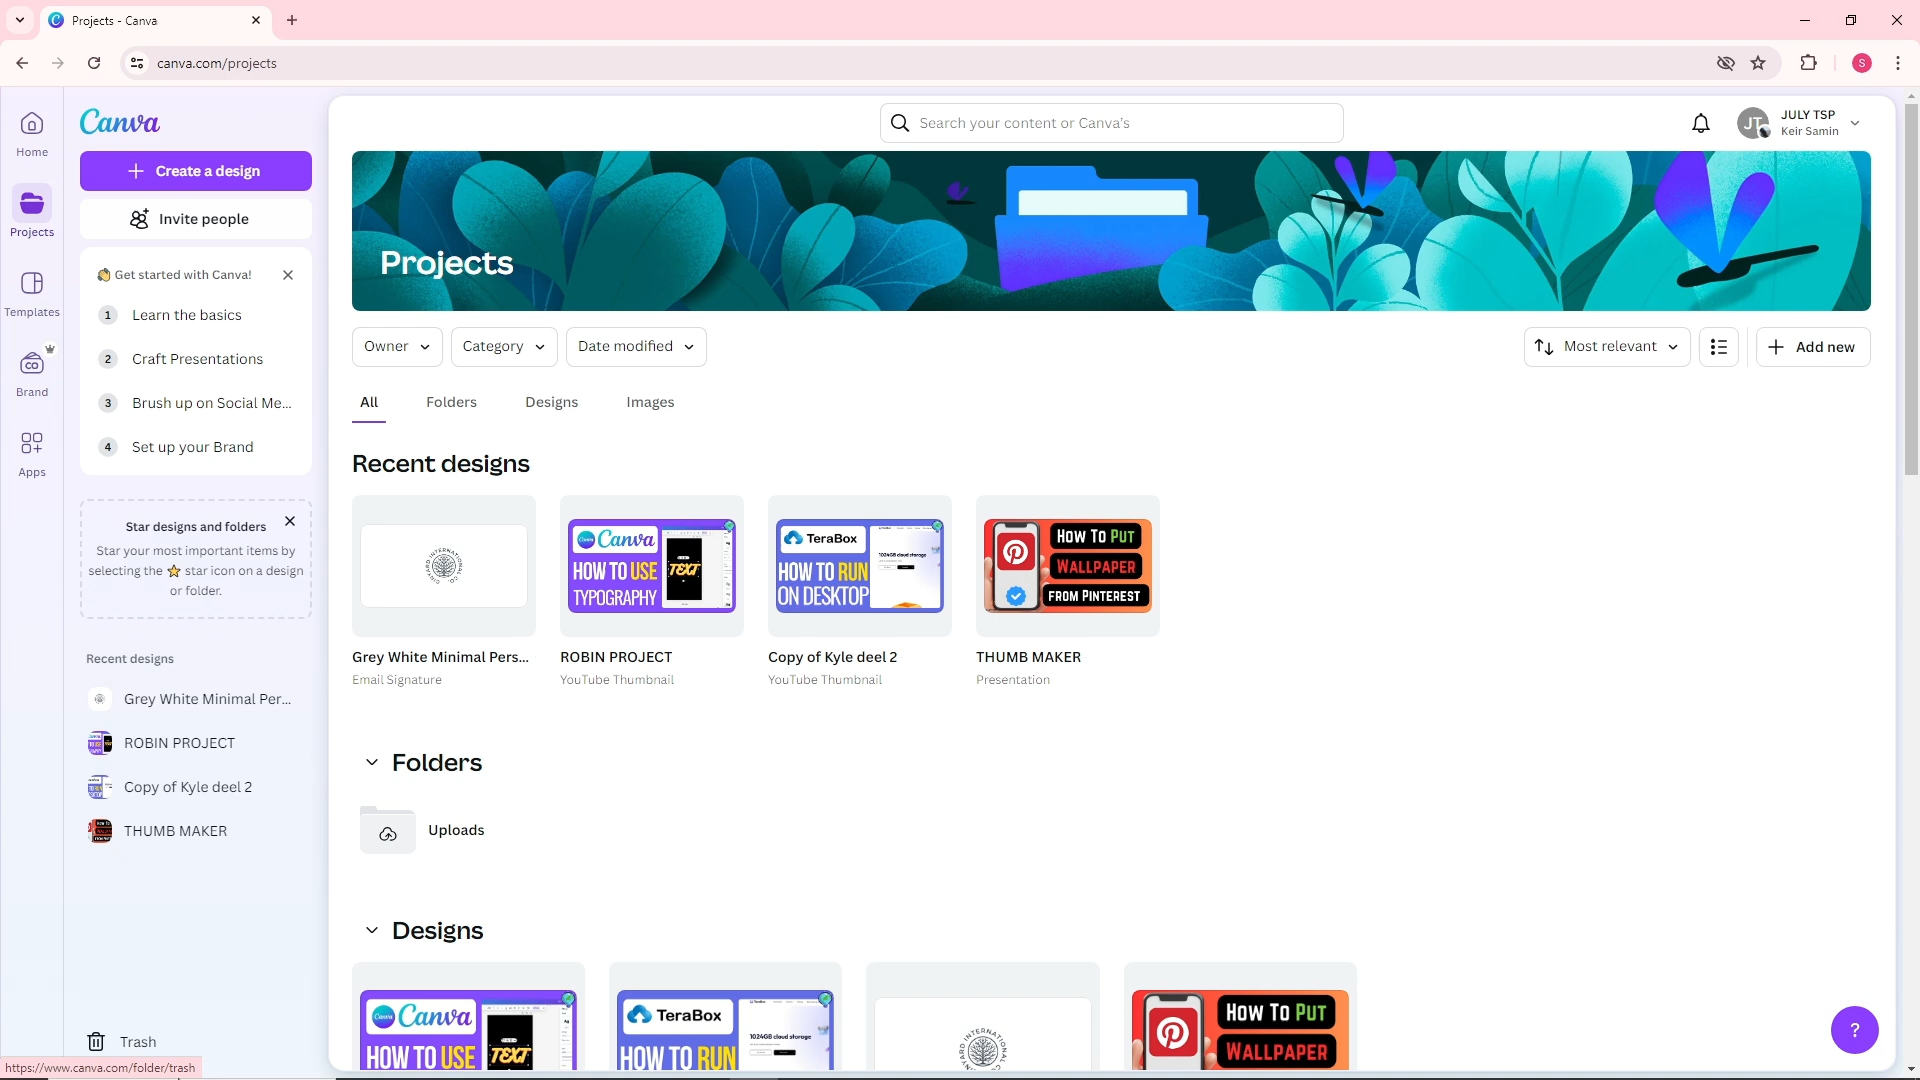 Projects - Canva
canva.com/projects
S
Home
Projects
Templates
Brand
Apps
Canva
Create a design
Invite people
Get started with Canva!
1 Learn the basics
2 Craft Presentations
3 Brush up on Social Me...
4 Set up your Brand
Star designs and folders
Star your most important items by
selecting the star icon on a design
or folder.
Recent designs
Grey White Minimal Per...
ROBIN PROJECT
Copy of Kyle deel 2
THUMB MAKER
Trash
https://www.canva.com/folder/trash
Search your content or Canva's
JT
JULY TSP
Keir Samin
Projects
Owner
Category
Date modified
Most relevant
Add new
All
Folders
Designs
Images
Recent designs
Canva
HOW TO USE
TYPOGRAPHY
TEXT
TeraBox
HOW TO RUN
ON DESKTOP
1024GB cloud storage
How To Put
Wallpaper
from Pinterest
Grey White Minimal Pers...
Email Signature
ROBIN PROJECT
YouTube Thumbnail
Copy of Kyle deel 2
YouTube Thumbnail
THUMB MAKER
Presentation
Folders
Uploads
Designs
Canva
HOW TO USE
TEXT
TeraBox
HOW TO RUN
1024GB cloud storage
How To Put
Wallpaper
?